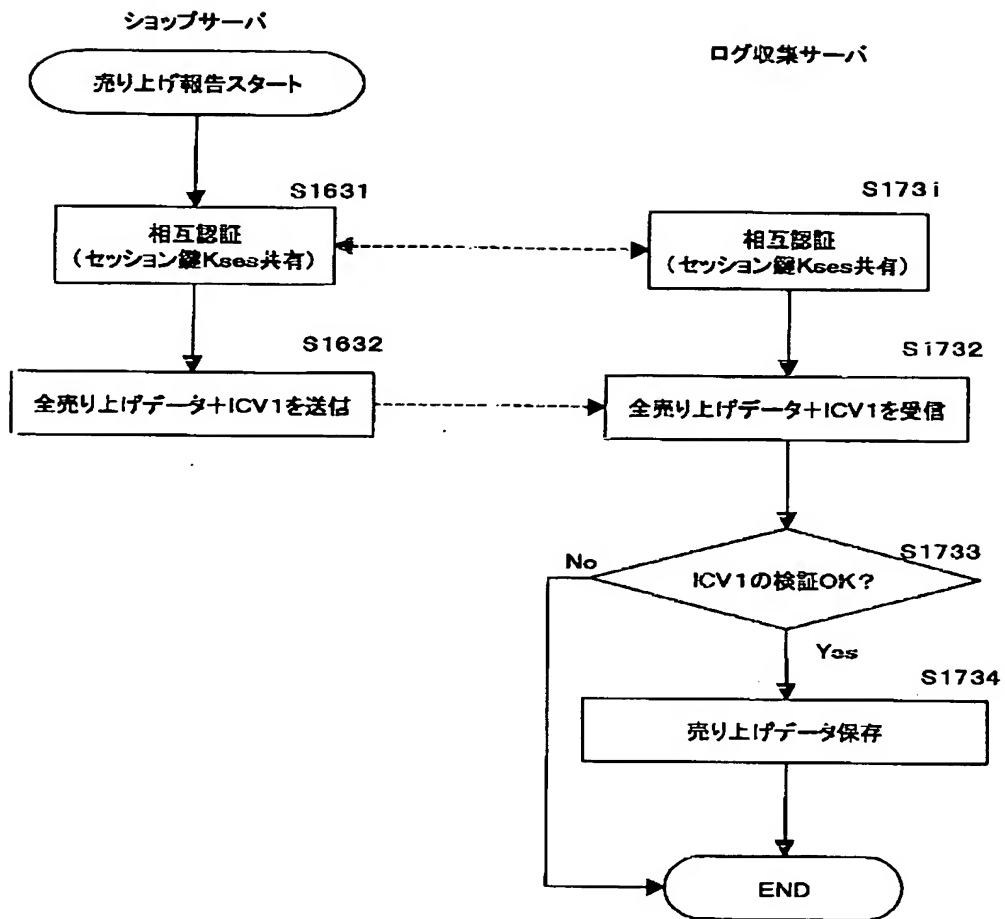 ショップサーバ
ログ収集サーバ
売り上げ報告スタート
S1631
相互認証
(セッション鍵Kses共有)
S173i
相互認証
(セッション鍵Kses共有)
S1632
全売り上げデータ+ICV1を送付
Si732
全売り上げデータ+ICV1を受信
S1733
ICV1の検証OK?
No
Yes
S1734
売り上げデータ保存
END